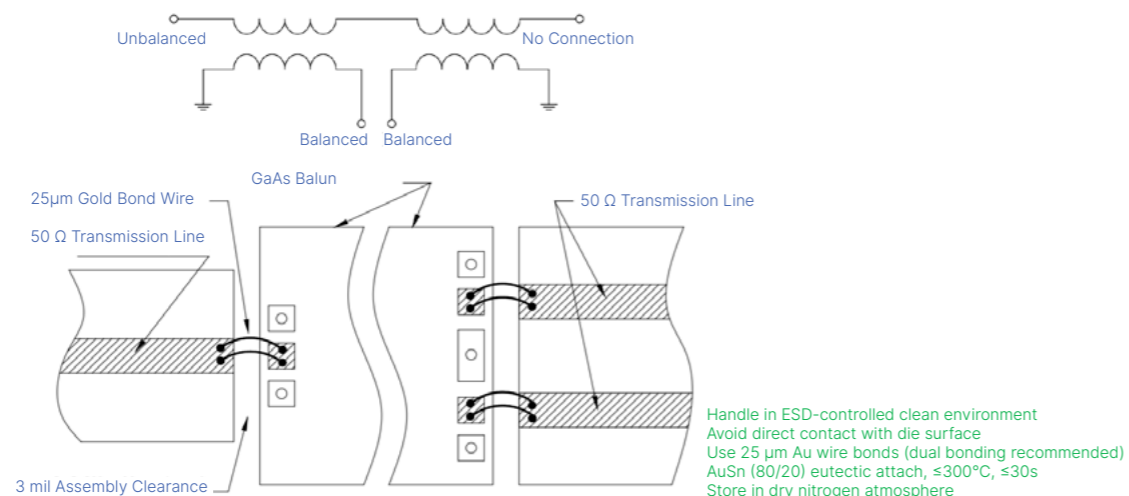 Unbalanced
No Connection
Balanced Balanced
GaAs Balun
25µm Gold Bond Wire
50 Ω Transmission Line
50 Ω Transmission Line
3 mil Assembly Clearance
Handle in ESD-controlled clean environment
Avoid direct contact with die surface
Use 25 µm Au wire bonds (dual bonding recommended)
AuSn (80/20) eutectic attach, ≤300°C, ≤30s
Store in dry nitrogen atmosphere